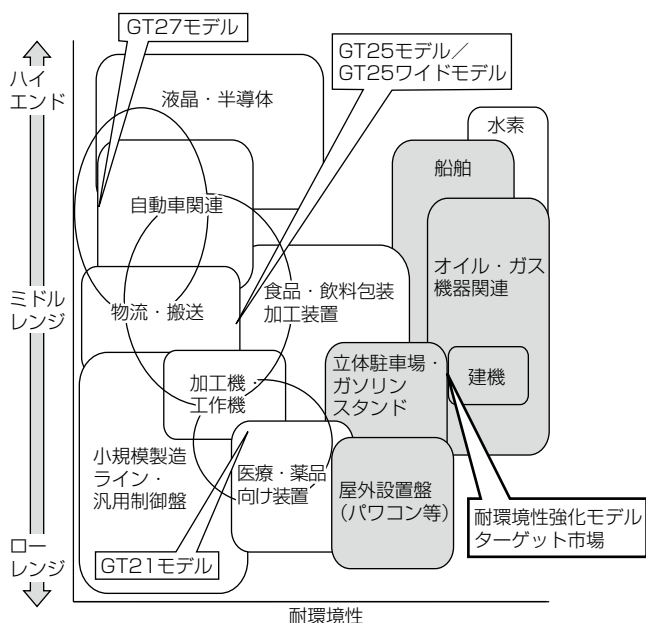 GT27モデル
GT25モデル／
GT25ワイドモデル
ハイ
エンド
液晶・半導体
水素
船舶
自動車関連
オイル・ガス
機器関連
ミドル
レンジ
物流・搬送
食品・飲料包装
加工装置
立体駐車場・
ガソリン
スタンド
建機
加工機・
工作機
小規模製造
ライン・
汎用制御盤
医療・薬品
向け装置
屋外設置盤
（パワコン等）
耐環境性強化モデル
ターゲット市場
ロー
レンジ
GT21モデル
耐環境性